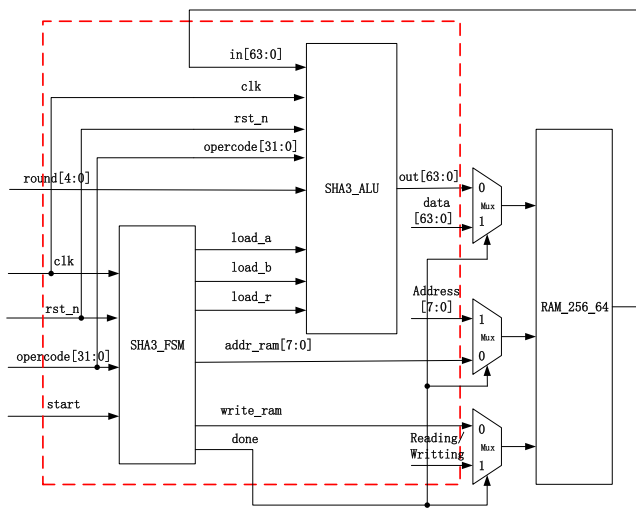 in[63:0]
clk
rst_n
opercode[31:0]
round[4:0]
SHA3_ALU
out[63:0]
0
Mux
1
data
[63:0]
load_a
load_b
load_r
clk
rst_n
SHA3_FSM
opercode[31:0]
start
addr_ram[7:0]
write_ram
done
Address
[7:0]
1
Mux
0
RAM_256_64
Reading/
Writting
0
Mux
1